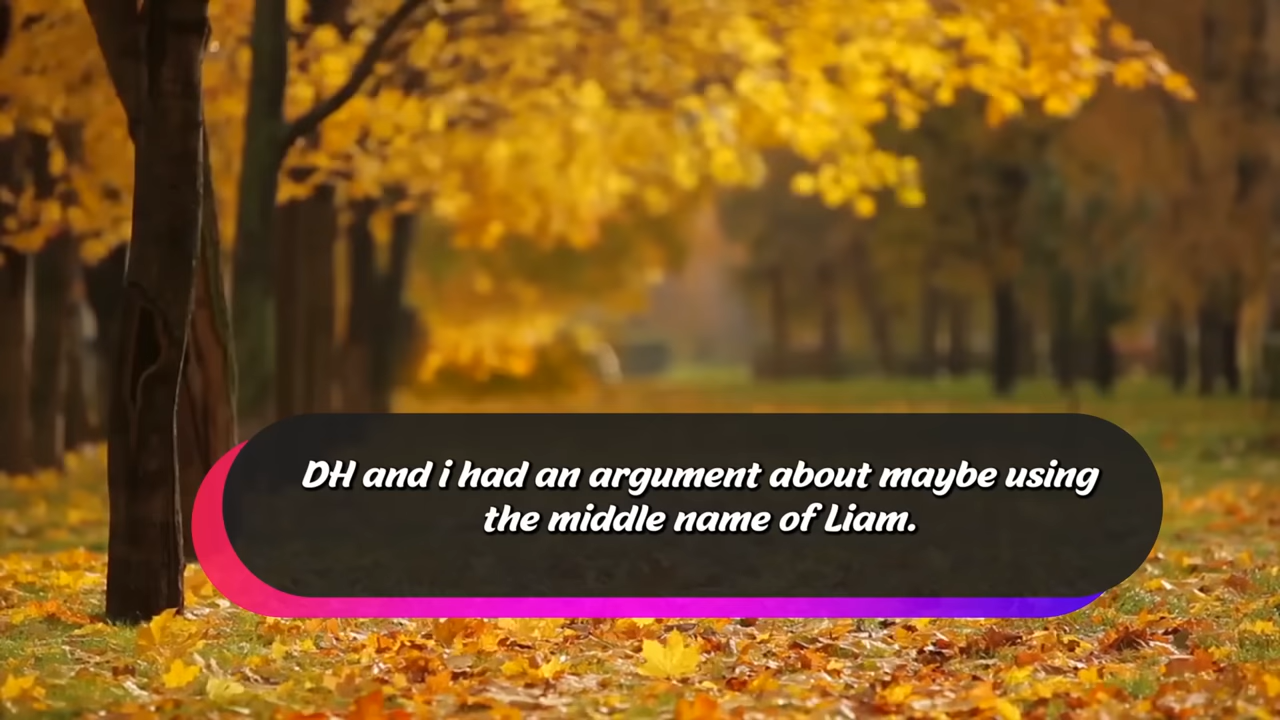 DH and i had an argument about maybe using
the middle name of Liam.